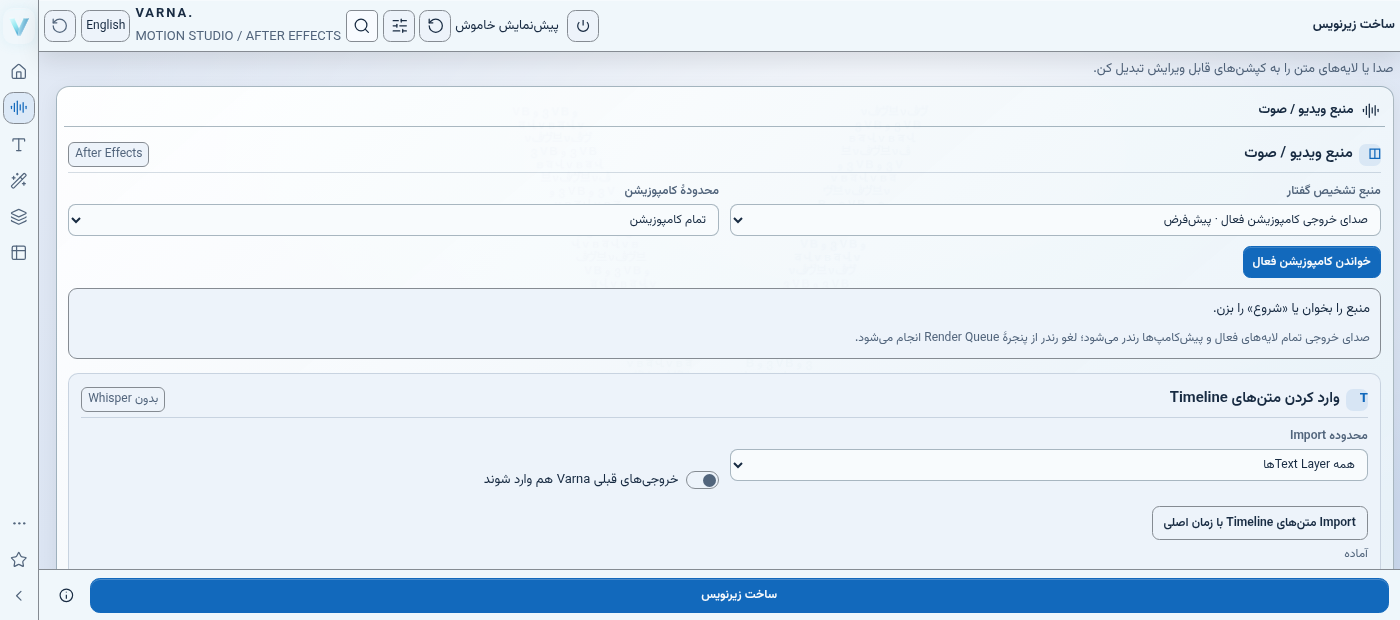 ساخت زیرنویس
پیش‌نمایش خاموش
VARNA.
MOTION STUDIO / AFTER EFFECTS
English
صدا یا لایه‌های متن را به کپشن‌های قابل ویرایش تبدیل کن.
منبع ویدیو / صوت
منبع ویدیو / صوت
After Effects
منبع تشخیص گفتار
محدودهٔ کامپوزیشن
صدای خروجی کامپوزیشن فعال · پیش‌فرض
تمام کامپوزیشن
خواندن کامپوزیشن فعال
منبع را بخوان یا «شروع» را بزن.
صدای خروجی تمام لایه‌های فعال و پیش‌کامپ‌ها رندر می‌شود؛ لغو رندر از پنجرهٔ Render Queue انجام می‌شود.
T
وارد کردن متن‌های Timeline
بدون Whisper
محدوده Import
همه Text Layerها
خروجی‌های قبلی Varna هم وارد شوند
Import متن‌های Timeline با زمان اصلی
آماده
ساخت زیرنویس